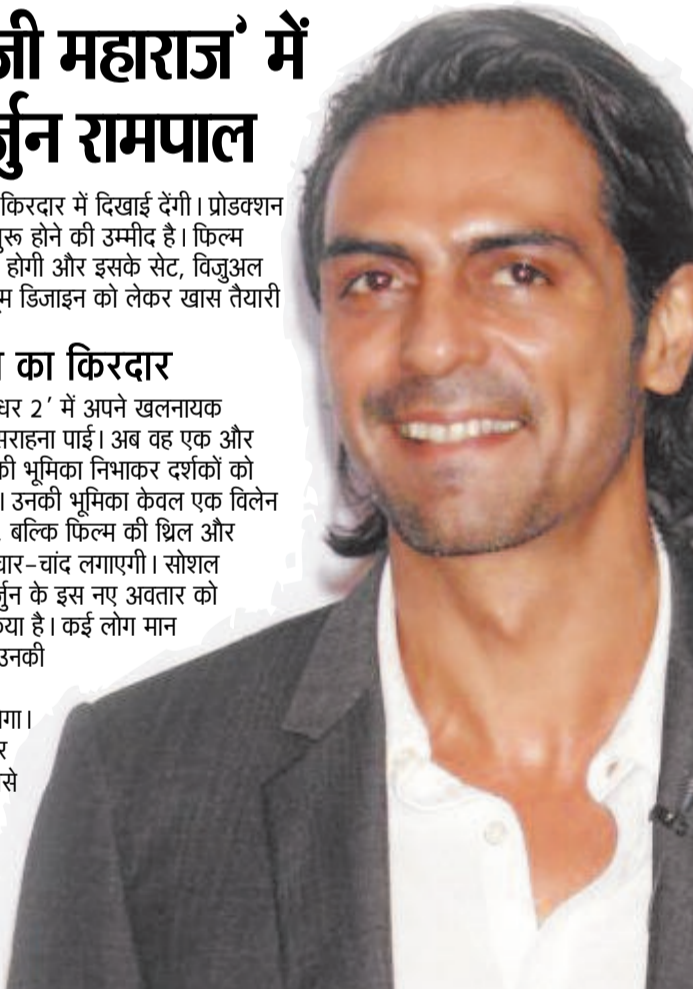 जी महाराज' में
र्जुन रामपाल
किरदार में दिखाई देंगी। प्रोडक्शन
शुरू होने की उम्मीद है। फिल्म
होगी और इसके सेट, विजुअल
डिजाइन को लेकर खास तैयारी
का किरदार
2' में अपने खलनायक
सराहना पाई। अब वह एक और
की भूमिका निभाकर दर्शकों को
। उनकी भूमिका केवल एक विलेन
बल्कि फिल्म की थ्रिल और
चार-चांद लगाएगी। सोशल
र्जुन के इस नए अवतार को
है। कई लोग मान
उनकी